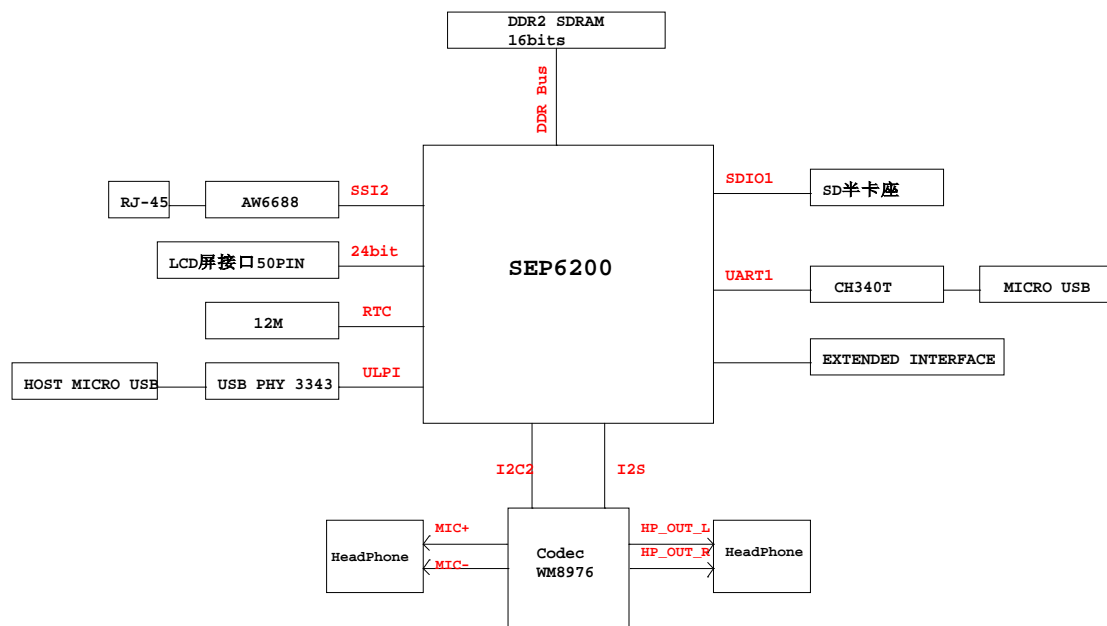 DDR2 SDRAM
16bits
DDR Bus
SDIO1
SD半卡座
SSI2
RJ-45
AW6688
24bit
LCD屏接口50PIN
SEP6200
UART1
CH340T
MICRO USB
RTC
12M
EXTENDED INTERFACE
ULPI
HOST MICRO USB
USB PHY 3343
I2C2
I2S
MIC+
HP_OUT_L
HeadPhone
MIC-
Codec
WM8976
HP_OUT_R
HeadPhone